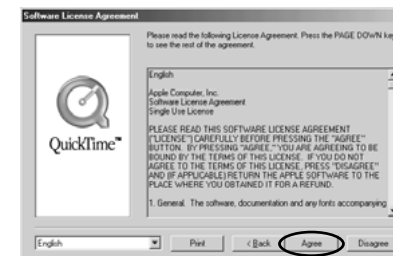 Software License Agreement
Please read the following License Agreement. Press the PAGE DOWN key
to see the rest of the agreement.
English
Apple Computer, Inc.
Software License Agreement
Single Use License
PLEASE READ THIS SOFTWARE LICENSE AGREEMENT
("LICENSE") CAREFULLY BEFORE PRESSING THE "AGREE"
BUTTON. BY PRESSING "AGREE," YOU ARE AGREEING TO BE
BOUND BY THE TERMS OF THIS LICENSE. IF YOU DO NOT
AGREE TO THE TERMS OF THIS LICENSE, PRESS "DISAGREE"
AND (IF APPLICABLE) RETURN THE APPLE SOFTWARE TO THE
PLACE WHERE YOU OBTAINED IT FOR A REFUND.
1. General. The software, documentation and any fonts accompanying
QuickTime™
English
Print
< Back
Agree
Disagree